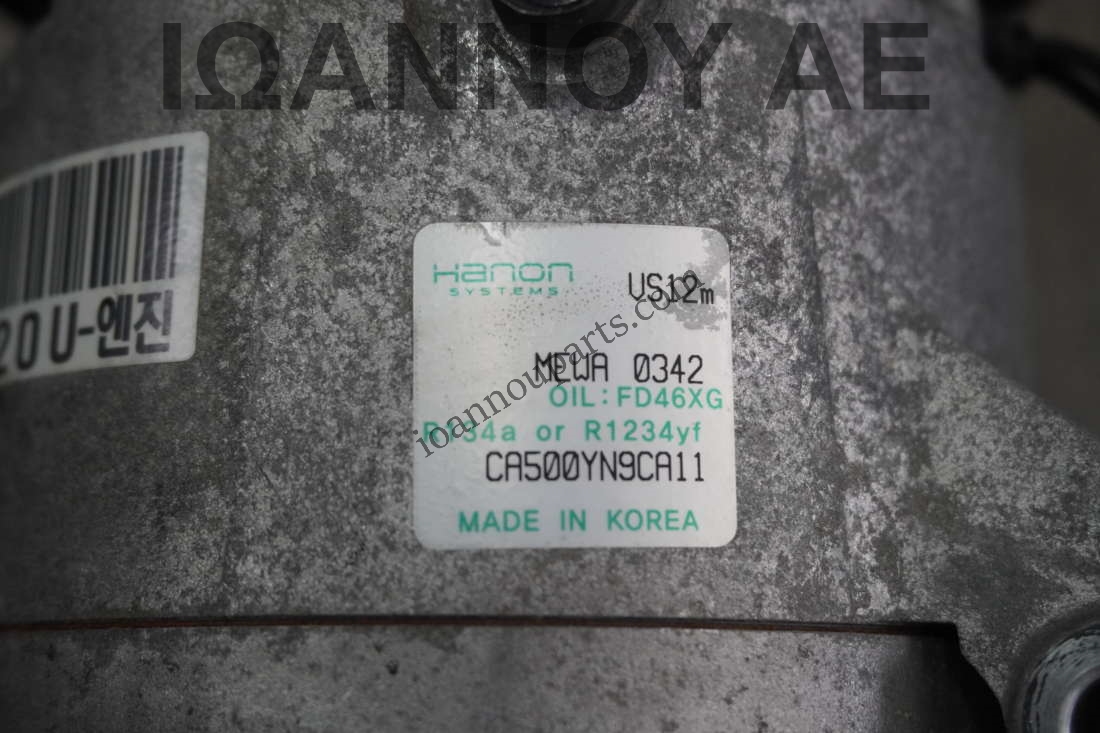 ΙΩΑΝΝΟΥ ΑΕ
20 U-엔진
Hanon
SYSTEMS
VS12m
MEWA 0342
OIL: FD46XG
R134a or R1234yf
CA500YN9CA11
MADE IN KOREA
ioannouparts.com